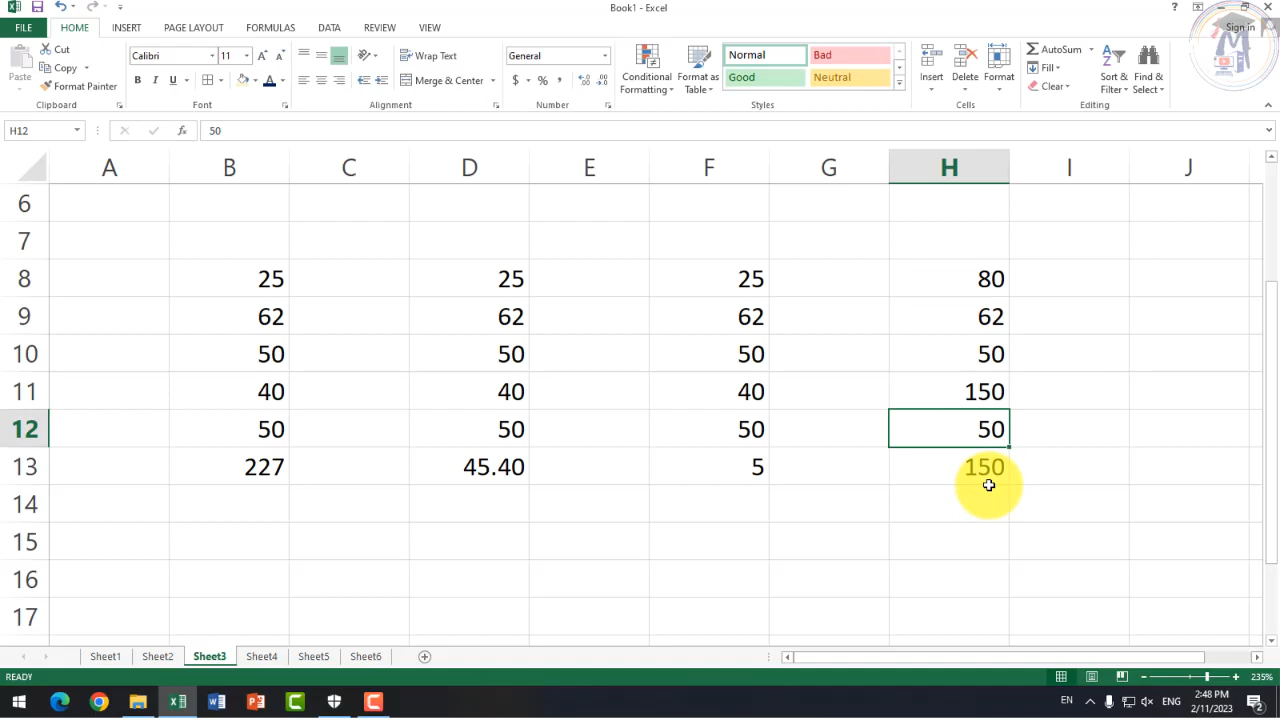 Book1 - Excel
?
Sign in
FILE HOME INSERT PAGE LAYOUT FORMULAS DATA REVIEW VIEW
Cut
Copy
Format Painter
Paste
Clipboard
Calibri 11
B I U
Font
Wrap Text
Merge & Center
Alignment
General
$ % ,
Number
Conditional Formatting
Format as Table
Normal Bad
Good Neutral
Styles
Insert Delete Format
Cells
AutoSum
Fill
Clear
Sort & Filter
Find & Select
Editing
H12 fx 50
A B C D E F G H I J
6
7
8 25 25 25 80
9 62 62 62 62
10 50 50 50 50
11 40 40 40 150
12 50 50 50 50
13 227 45.40 5 150
14
15
16
17
Sheet1 Sheet2 Sheet3 Sheet4 Sheet5 Sheet6
READY 235%
EN ENG 2:48 PM
2/11/2023
2